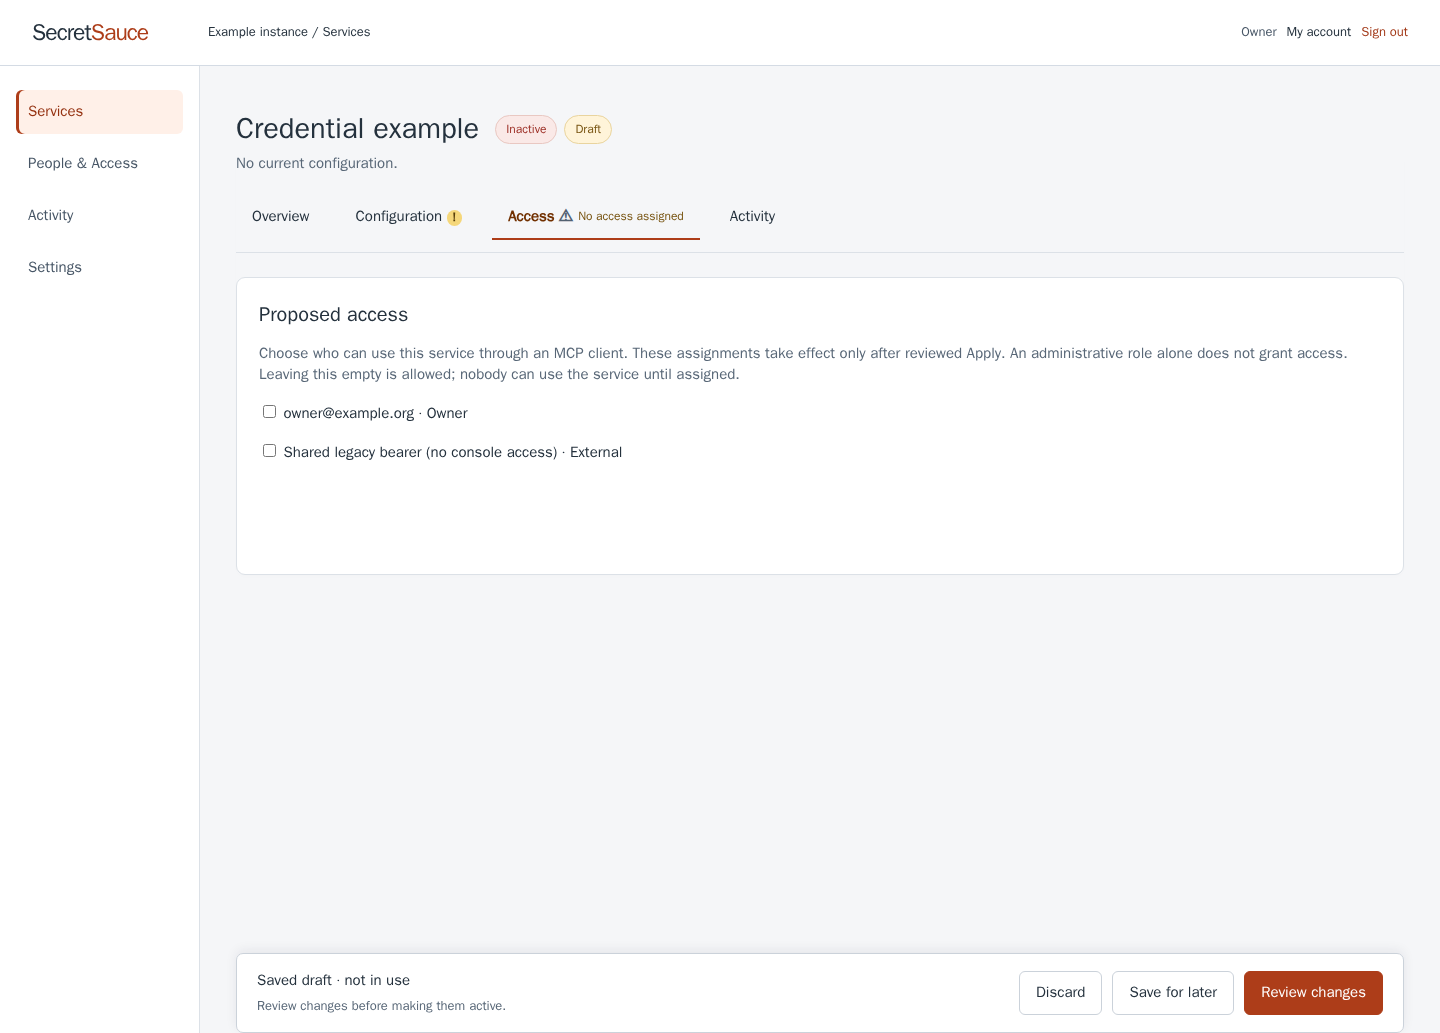 SecretSauce
Example instance / Services
Owner My account Sign out
Services
People & Access
Activity
Settings
Credential example Inactive Draft
No current configuration.
Overview Configuration ! Access ⚠ No access assigned Activity
Proposed access
Choose who can use this service through an MCP client. These assignments take effect only after reviewed Apply. An administrative role alone does not grant access.
Leaving this empty is allowed; nobody can use the service until assigned.
owner@example.org · Owner
Shared legacy bearer (no console access) · External
Saved draft · not in use
Review changes before making them active.
Discard Save for later Review changes